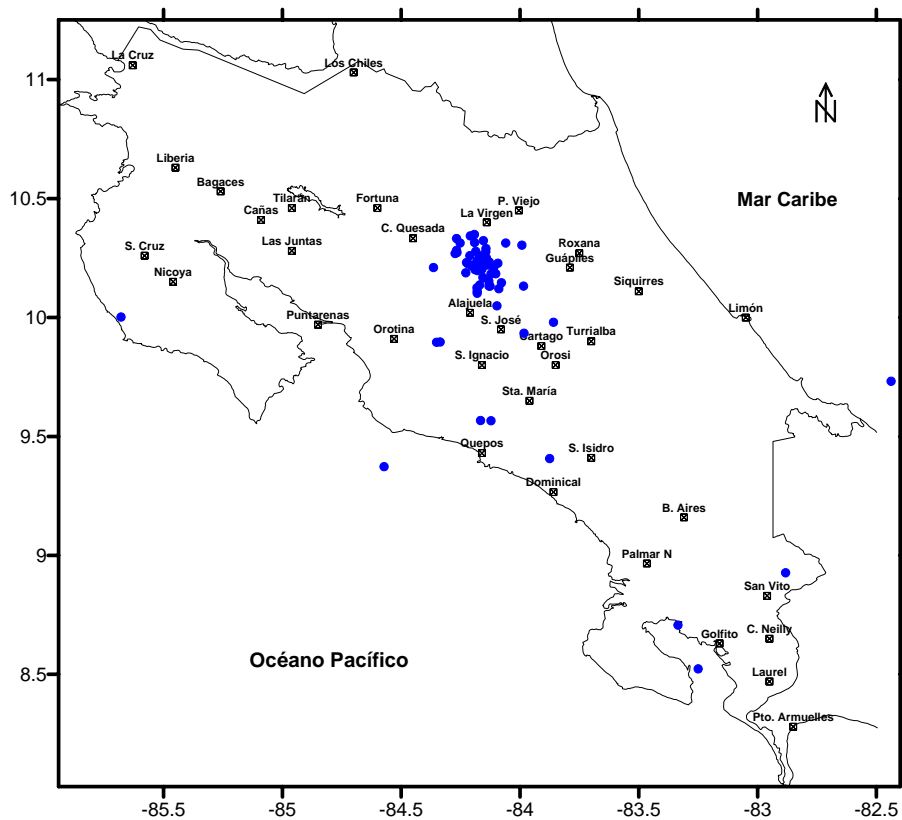 La Cruz
Los Chiles
11
N
Liberia
Bagaces
Tilarán
Fortuna
P. Viejo
Mar Caribe
10.5
Cañas
La Virgen
C. Quesada
Las Juntas
Roxana
S. Cruz
Guápiles
Nicoya
Siquirres
Alajuela
Limón
10
Puntarenas
S. José
Orotina
Cartago
Turrialba
S. Ignacio
Orosi
Sta. María
9.5
Quepos
S. Isidro
Dominical
B. Aires
9
Palmar N
San Vito
Golfito
C. Neilly
Océano Pacífico
8.5
Laurel
Pto. Armuelles
-85.5 -85 -84.5 -84 -83.5 -83 -82.5